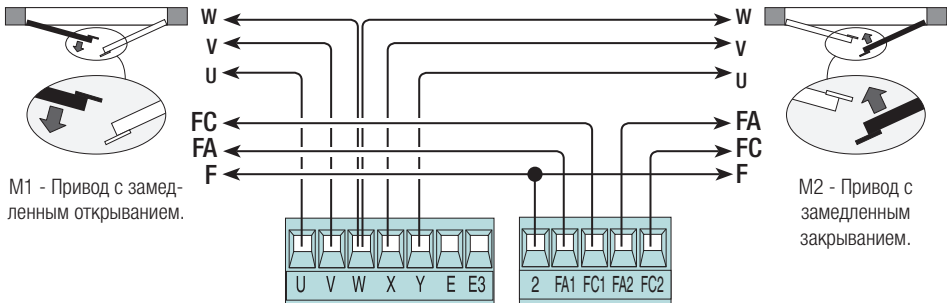 W
V
U
FC
FA
F
W
V
U
FA
FC
F
M1 - Привод с замед-
ленным открыванием.
M2 - Привод с
замедленным
закрыванием.
U V W X Y E E3
2 FA1 FC1 FA2 FC2